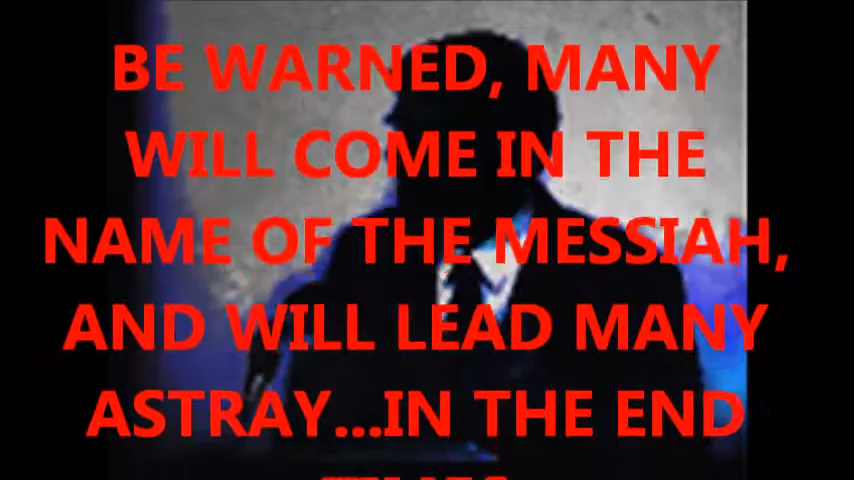 BE WARNED, MANY
WILL COME IN THE
NAME OF THE MESSIAH,
AND WILL LEAD MANY
ASTRAY...IN THE END